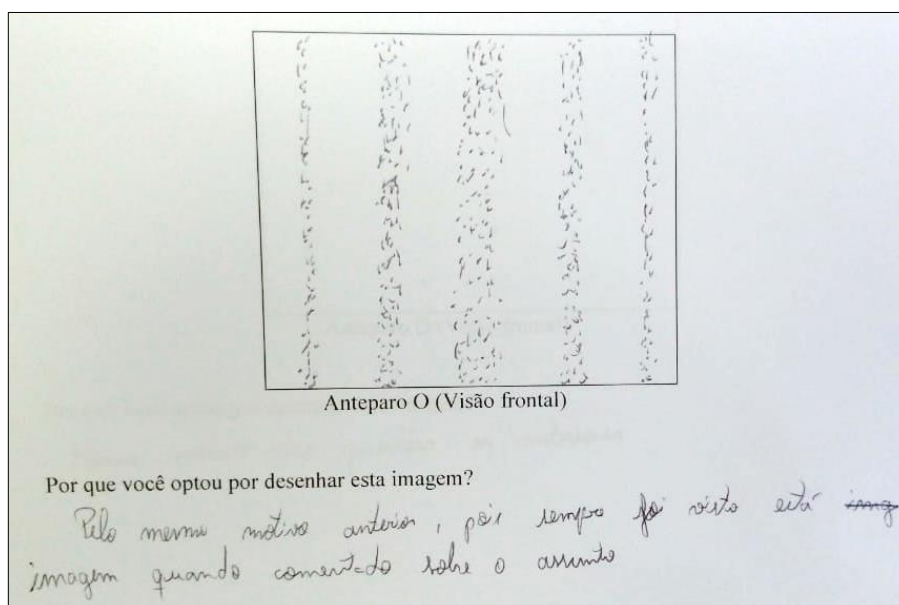 Anteparo O (Visão frontal)
Por que você optou por desenhar esta imagem?
Pelo mesmo motivo anterior, pois sempre foi visto está img
imagem quando comentado sobre o assunto